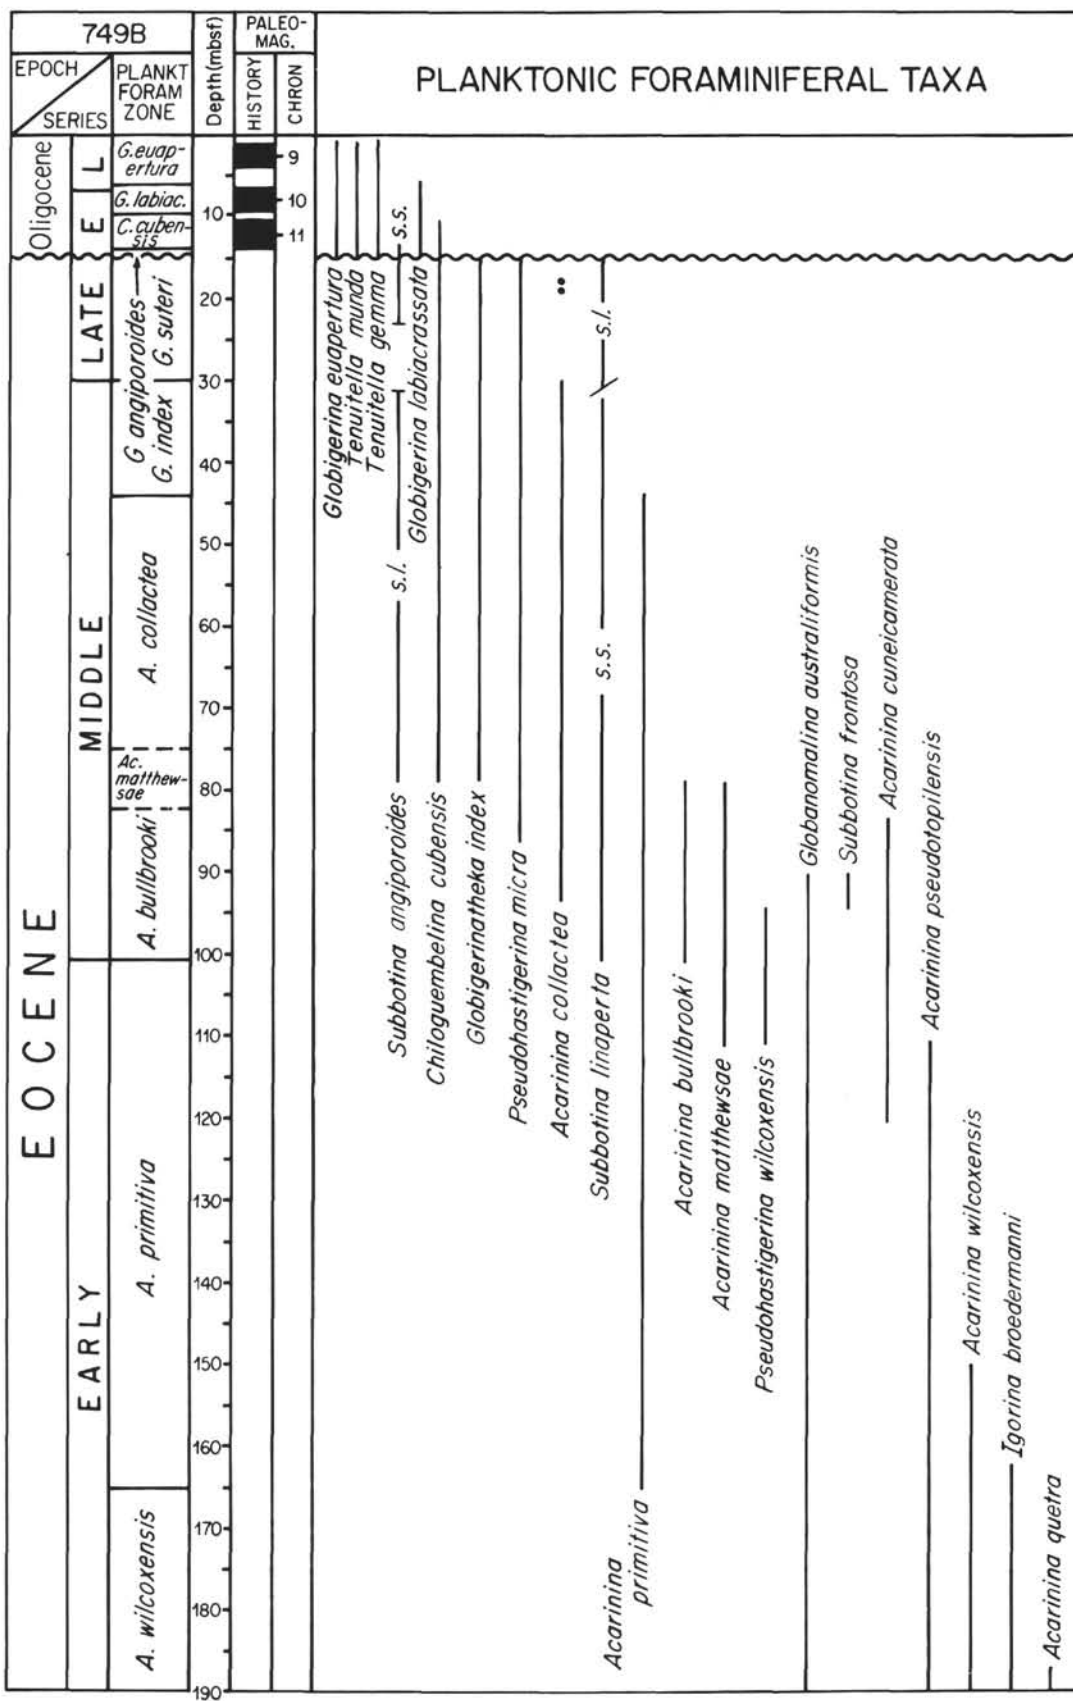 749B
PALEO-
MAG.
EPOCH
SERIES
PLANKT
FORAM
ZONE
Depth (mbsf)
HISTORY
CHRON
PLANKTONIC FORAMINIFERAL TAXA
Oligocene
L
E
G. euap-
ertura
G. labiac.
C. cuben-
sis
9
10
11
EOCENE
LATE
MIDDLE
EARLY
G angiporoides
G. suteri
G. index
A. collactea
Ac.
matthew-
sae
A. bullbrooki
A. primitiva
A. wilcoxensis
10
20
30
40
50
60
70
80
90
100
110
120
130
140
150
160
170
180
190
Globigerina euapertura
Tenuitella munda
Tenuitella gemma
s.s.
s.l.
Subbotina angiporoides
Globigerina labiacrassata
Chiloguembelina cubensis
Globigerinatheka index
Pseudohastigerina micra
Acarinina collactea
s.l.
s.s.
Subbotina linaperta
Acarinina
primitiva
Acarinina bullbrooki
Acarinina matthewsae
Pseudohastigerina wilcoxensis
Globanomalina australiformis
Subbotina frontosa
Acarinina cuneicamerata
Acarinina pseudotopilensis
Acarinina wilcoxensis
Igorina broedermanni
Acarinina quetra